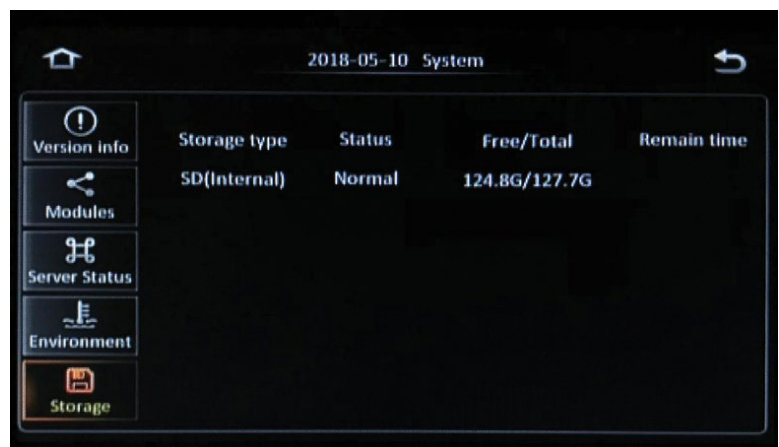 2018-05-10 System
Version info
Modules
Server Status
Environment
Storage
Storage type Status Free/Total Remain time
SD(Internal) Normal 124.8G/127.7G